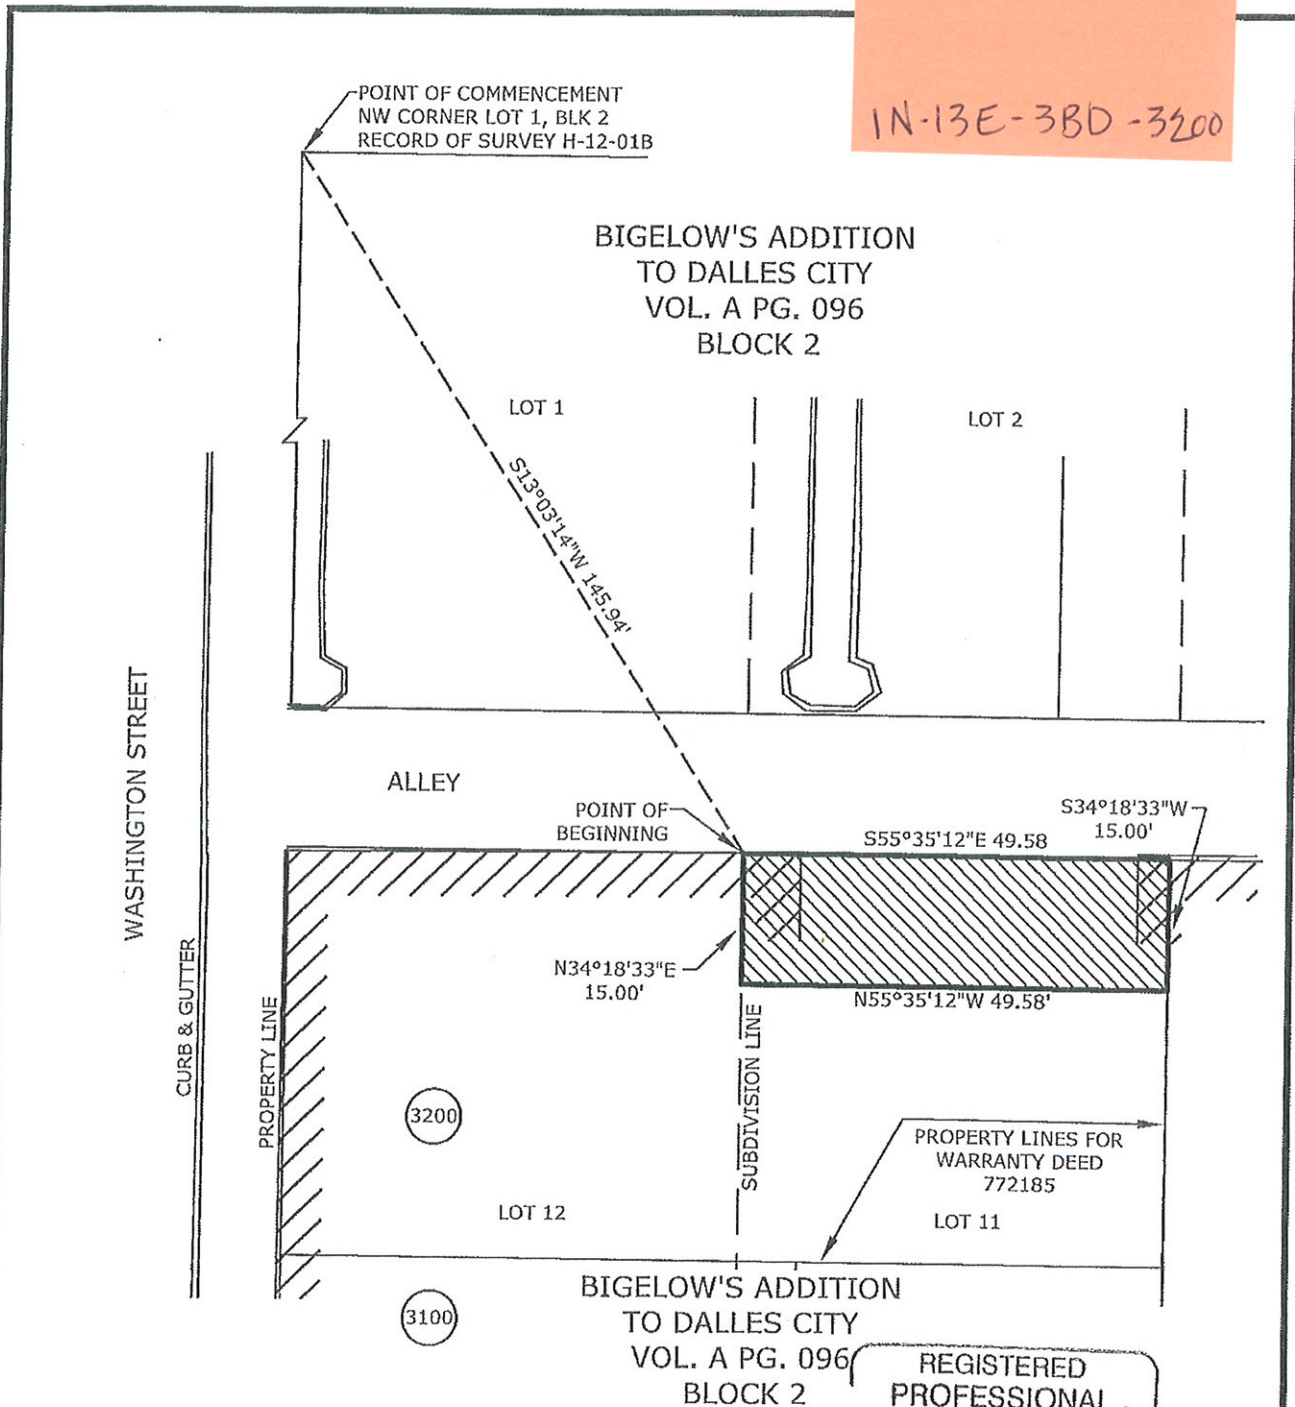 1N-13E-3BD-3200
POINT OF COMMENCEMENT
NW CORNER LOT 1, BLK 2
RECORD OF SURVEY H-12-01B
BIGELOW'S ADDITION
TO DALLES CITY
VOL. A PG. 096
BLOCK 2
LOT 1
LOT 2
S13°03'14"W 145.94'
WASHINGTON STREET
ALLEY
POINT OF
BEGINNING
S55°35'12"E 49.58
S34°18'33"W
15.00'
N34°18'33"E
15.00'
N55°35'12"W 49.58'
CURB & GUTTER
PROPERTY LINE
SUBDIVISION LINE
3200
PROPERTY LINES FOR
WARRANTY DEED
772185
LOT 12
LOT 11
3100
BIGELOW'S ADDITION
TO DALLES CITY
VOL. A PG. 096
BLOCK 2
REGISTERED
PROFESSIONAL